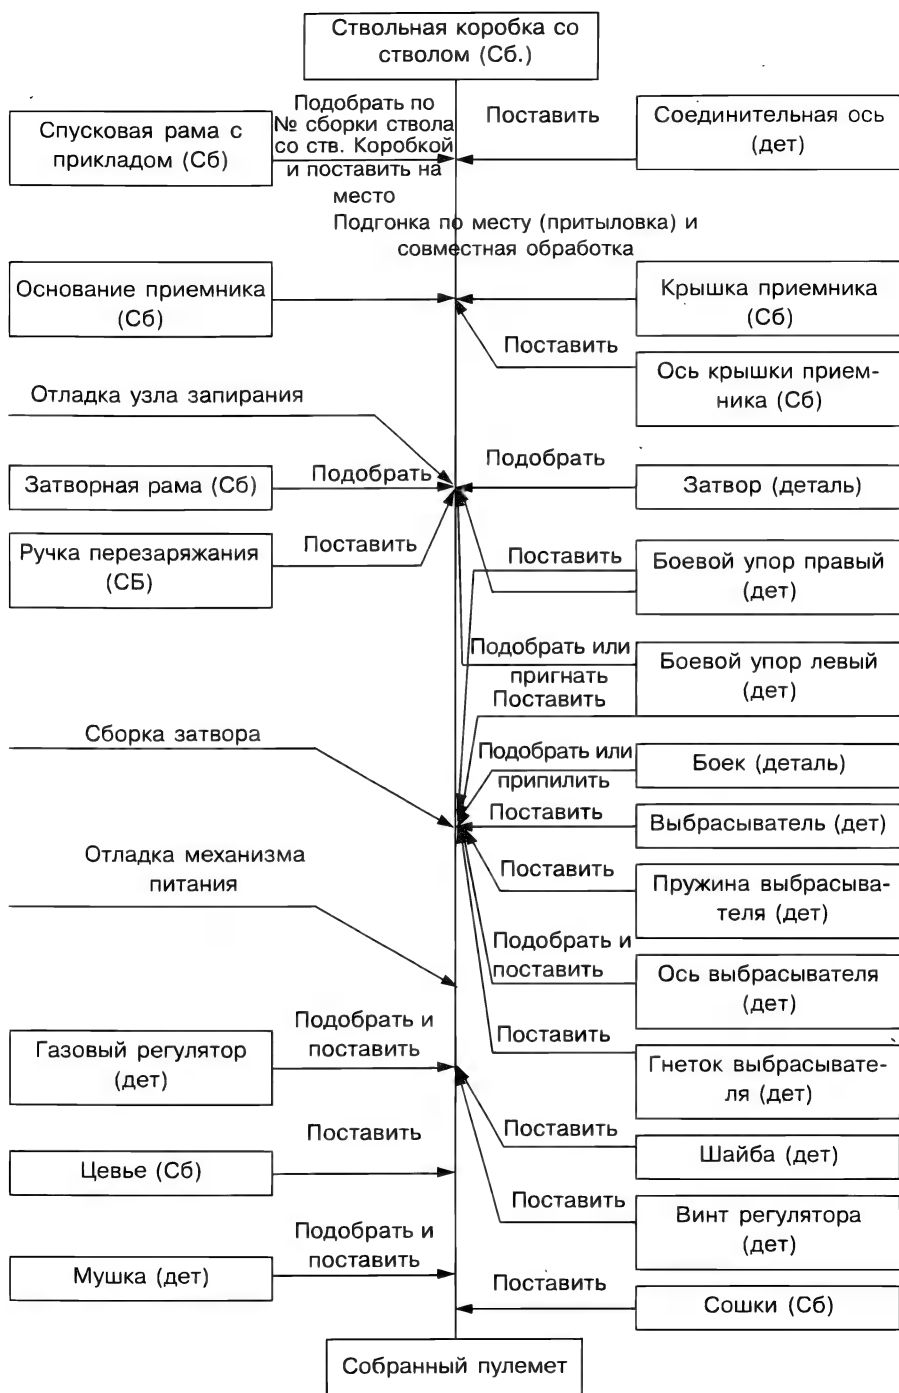 Ствольная коробка со
стволом (Сб.)
Спусковая рама с
прикладом (Сб)
Подобрать по
№ сборки ствола
со ств. Коробкой
и поставить на
место
Поставить
Соединительная ось
(дет)
Подгонка по месту (притыловка) и
совместная обработка
Основание приемника
(Сб)
Крышка приемника
(Сб)
Поставить
Ось крышки прием-
ника (Сб)
Отладка узла запирания
Затворная рама (Сб)
Подобрать
Подобрать
Затвор (деталь)
Ручка перезаряжания
(СБ)
Поставить
Поставить
Боевой упор правый
(дет)
Подобрать или
пригнать
Боевой упор левый
(дет)
Поставить
Сборка затвора
Подобрать или
припилить
Боек (деталь)
Поставить
Выбрасыватель (дет)
Отладка механизма
питания
Поставить
Пружина выбрасыва-
теля (дет)
Подобрать и
поставить
Ось выбрасывателя
(дет)
Газовый регулятор
(дет)
Подобрать и
поставить
Поставить
Гнеток выбрасывате-
ля (дет)
Поставить
Шайба (дет)
Цевье (Сб)
Поставить
Поставить
Винт регулятора
(дет)
Мушка (дет)
Подобрать и
поставить
Поставить
Сошки (Сб)
Собранный пулемет